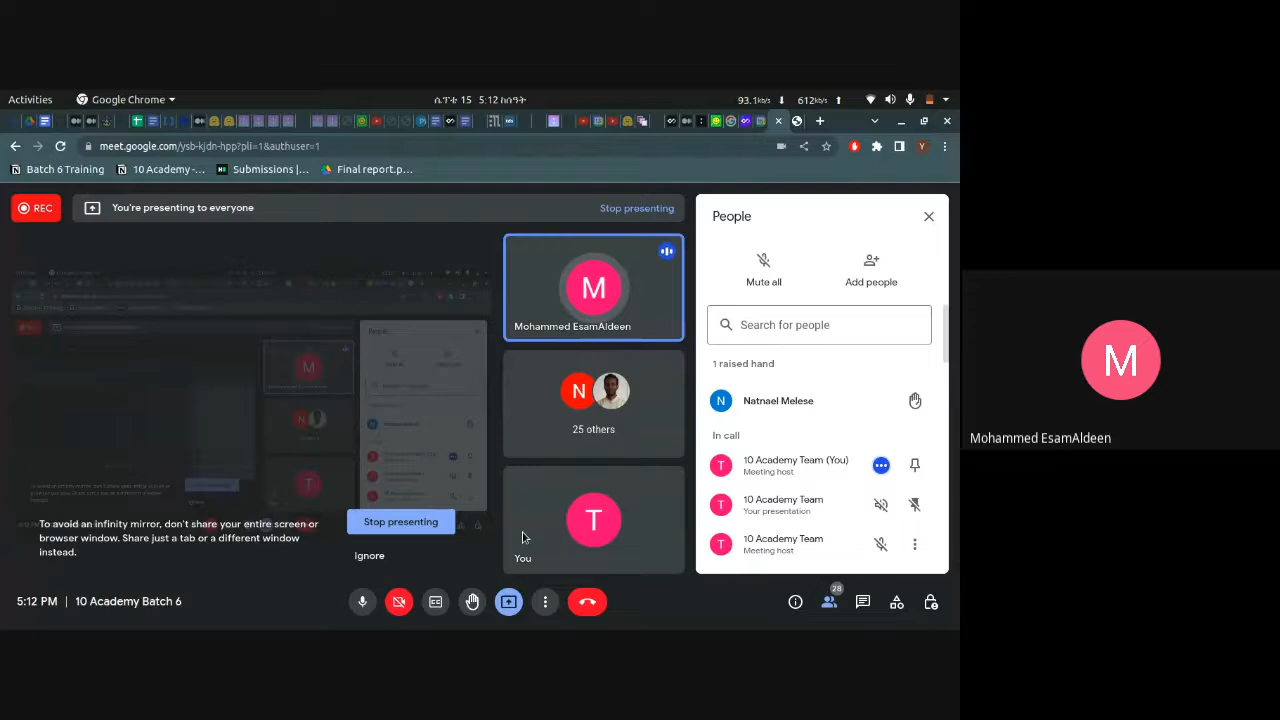 Activities
Google Chrome
ሴፕቴ 15 5:12 ከሰዓት
93.1kb/s
612kb/s
meet.google.com/ysb-kjdn-hpp?pli=1&authuser=1
Y
Batch 6 Training
10 Academy -...
Submissions |...
Final report.p...
REC
You're presenting to everyone
Stop presenting
M
Mohammed EsamAldeen
N
25 others
T
You
To avoid an infinity mirror, don't share your entire screen or
browser window. Share just a tab or a different window
instead.
Stop presenting
Ignore
People
Mute all
Add people
Search for people
1 raised hand
N
Natnael Melese
In call
T
10 Academy Team (You)
Meeting host
T
10 Academy Team
Your presentation
T
10 Academy Team
Meeting host
5:12 PM | 10 Academy Batch 6
28
M
Mohammed EsamAldeen